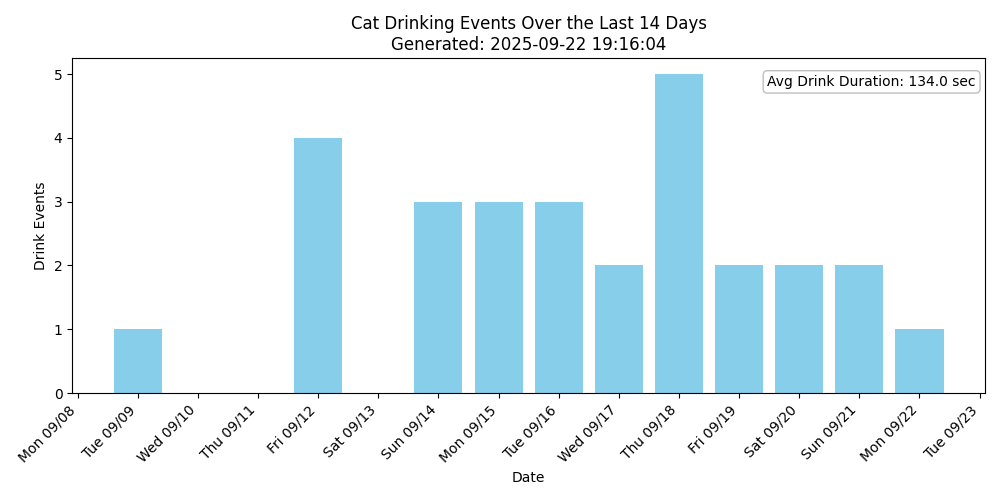 Cat Drinking Events Over the Last 14 Days
Generated: 2025-09-22 19:16:04
Avg Drink Duration: 134.0 sec
Drink Events
5
4
3
2
1
0
Mon 09/08
Tue 09/09
Wed 09/10
Thu 09/11
Fri 09/12
Sat 09/13
Sun 09/14
Mon 09/15
Tue 09/16
Wed 09/17
Thu 09/18
Fri 09/19
Sat 09/20
Sun 09/21
Mon 09/22
Tue 09/23
Date